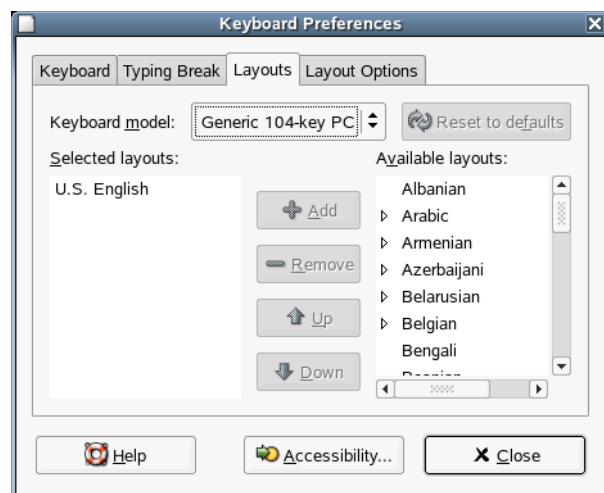 Keyboard Preferences
Keyboard Typing Break Layouts Layout Options
Keyboard model: Generic 104-key PC Reset to defaults
Selected layouts:
U.S. English
Add
Remove
Up
Down
Available layouts:
Albanian
Arabic
Armenian
Azerbaijani
Belarusian
Belgian
Bengali
Help Accessibility... Close